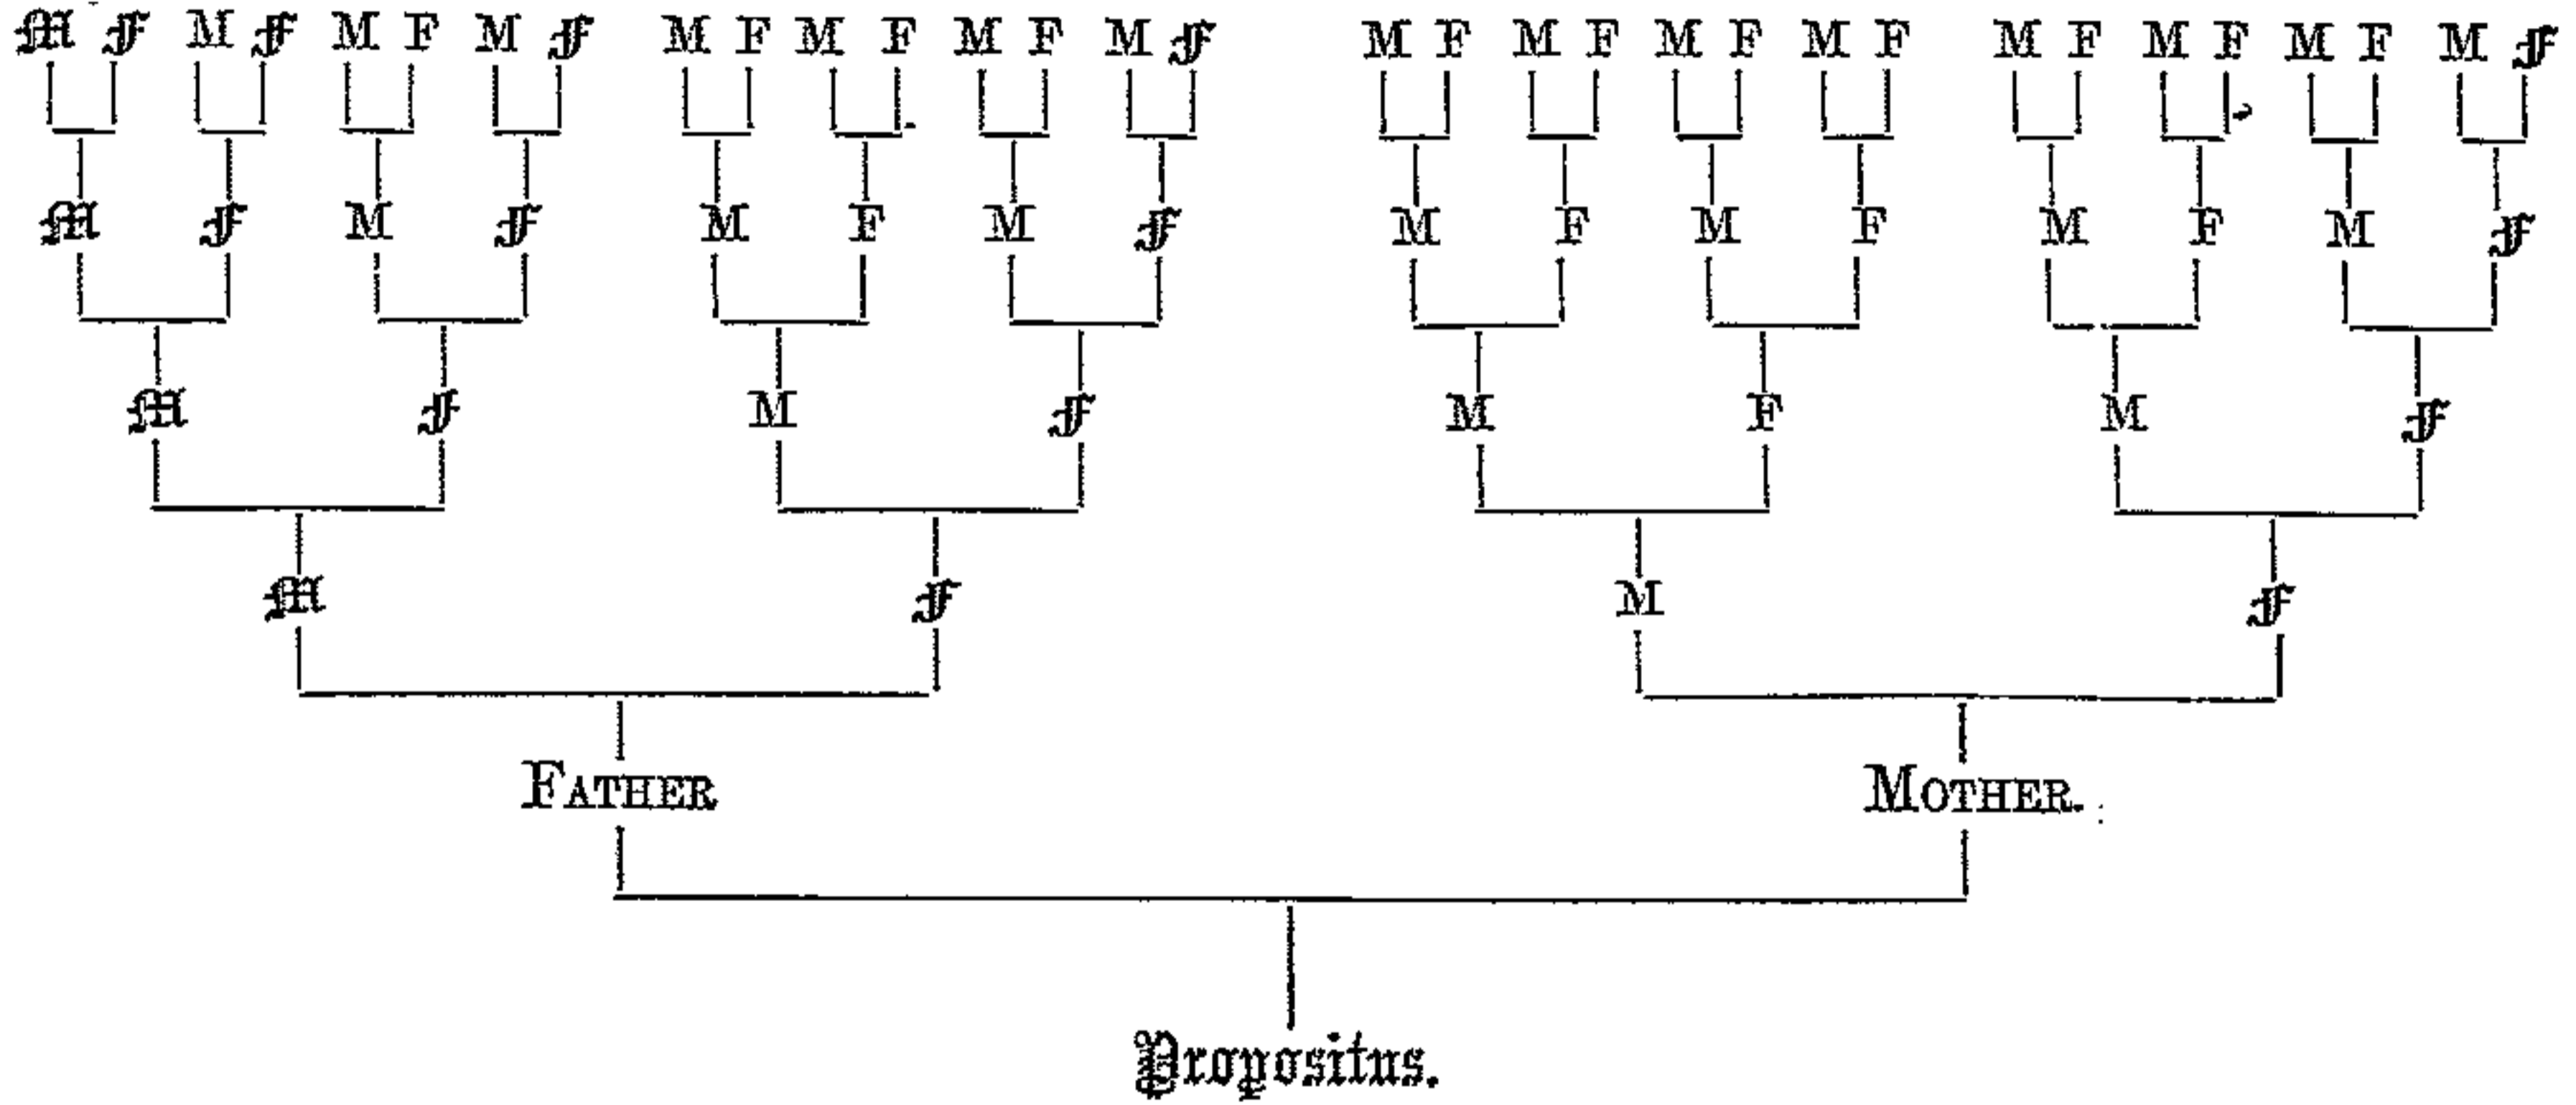 𝕸 𝕱 M 𝕱 M F M 𝕱 M F M F M F M 𝕱 M F M F M F M F M F M F M F M 𝕱
𝕸 𝕱 M 𝕱 M F M 𝕱 M F M F M F M 𝕱
𝕸 𝕱 M 𝕱 M F M 𝕱
𝕸 𝕱 M 𝕱
FATHER MOTHER.
Propositus.